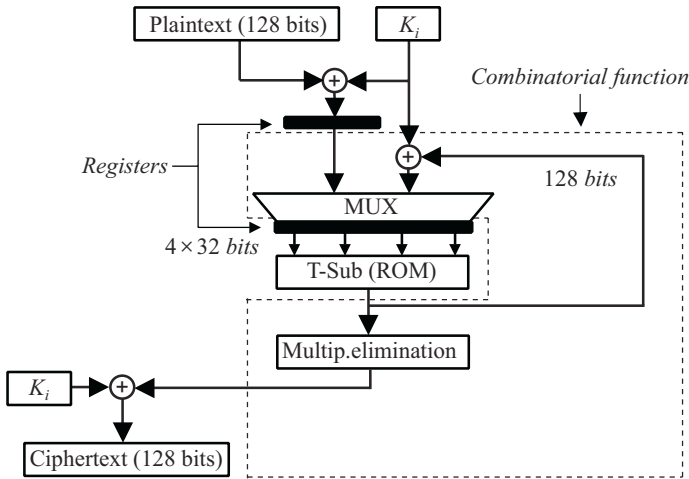 Plaintext (128 bits)
K_i
Combinatorial function
+
Registers
+
128 bits
MUX
4 × 32 bits
T-Sub (ROM)
Multip.elimination
K_i
+
Ciphertext (128 bits)